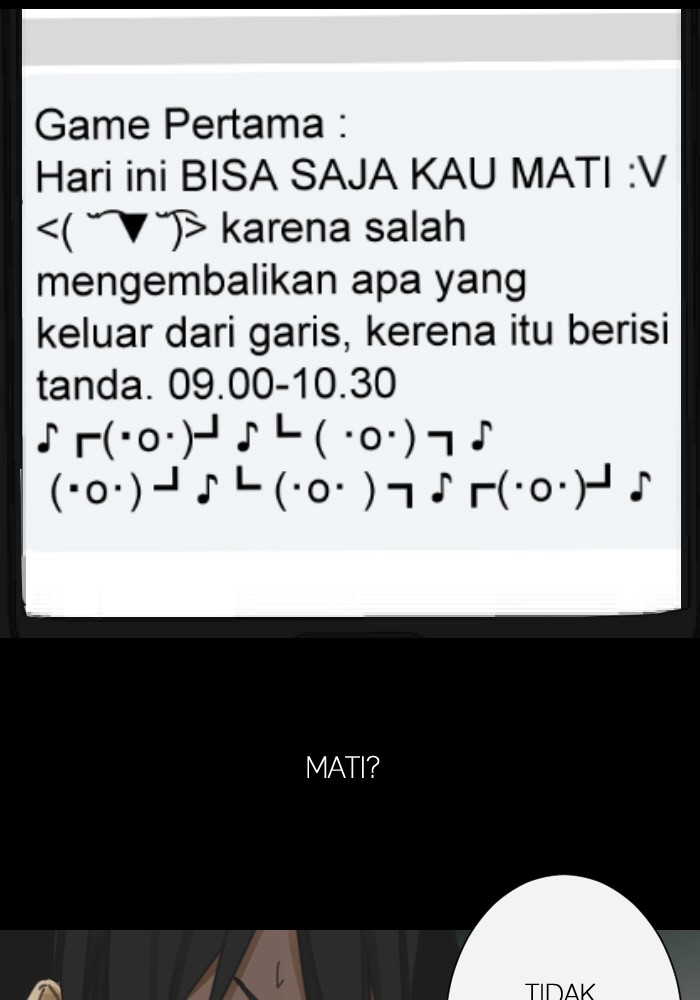 Game Pertama :
Hari ini BISA SAJA KAU MATI :V
<( ˘͡▼˘͡)> karena salah
mengembalikan apa yang
keluar dari garis, kerena itu berisi
tanda. 09.00-10.30
♪ ┏(·o·)┛ ♪ ┗ ( ·o·) ┓ ♪
(·o·) ┛ ♪ ┗ (·o· ) ┓ ♪ ┏(·o·)┛ ♪
MATI?
TIDAK